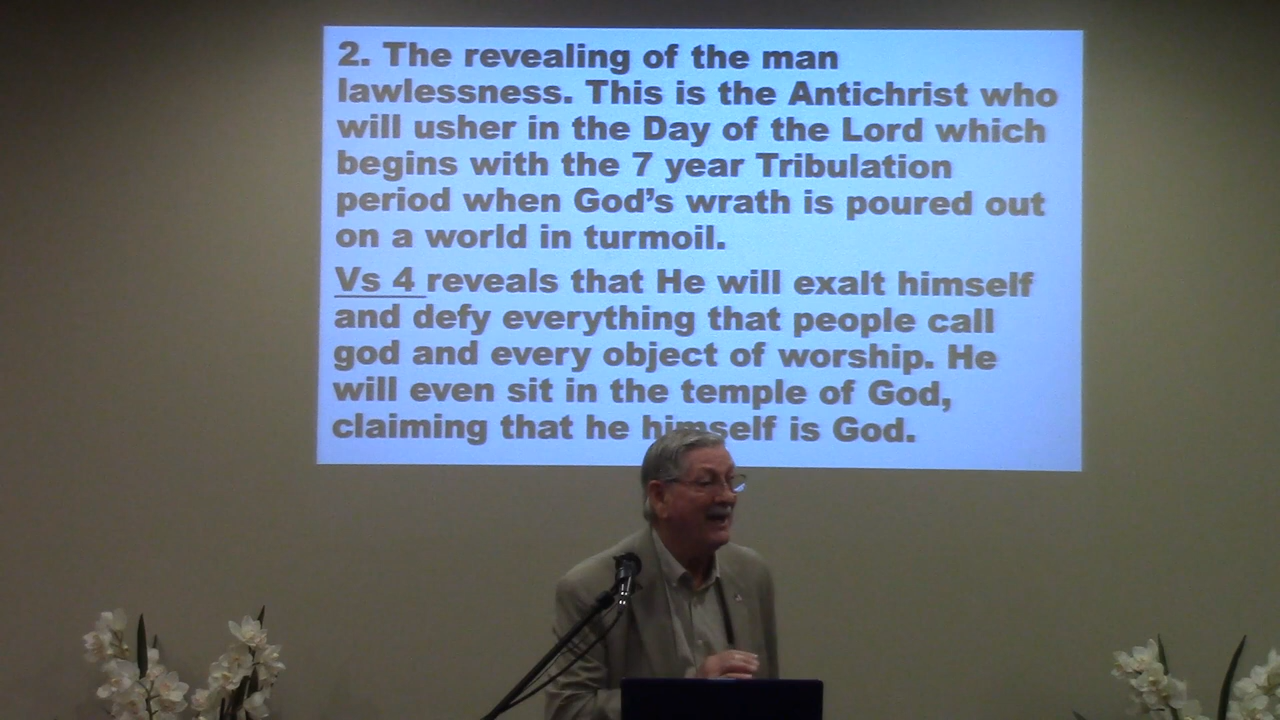 2. The revealing of the man
lawlessness. This is the Antichrist who
will usher in the Day of the Lord which
begins with the 7 year Tribulation
period when God’s wrath is poured out
on a world in turmoil.
Vs 4 reveals that He will exalt himself
and defy everything that people call
god and every object of worship. He
will even sit in the temple of God,
claiming that he himself is God.